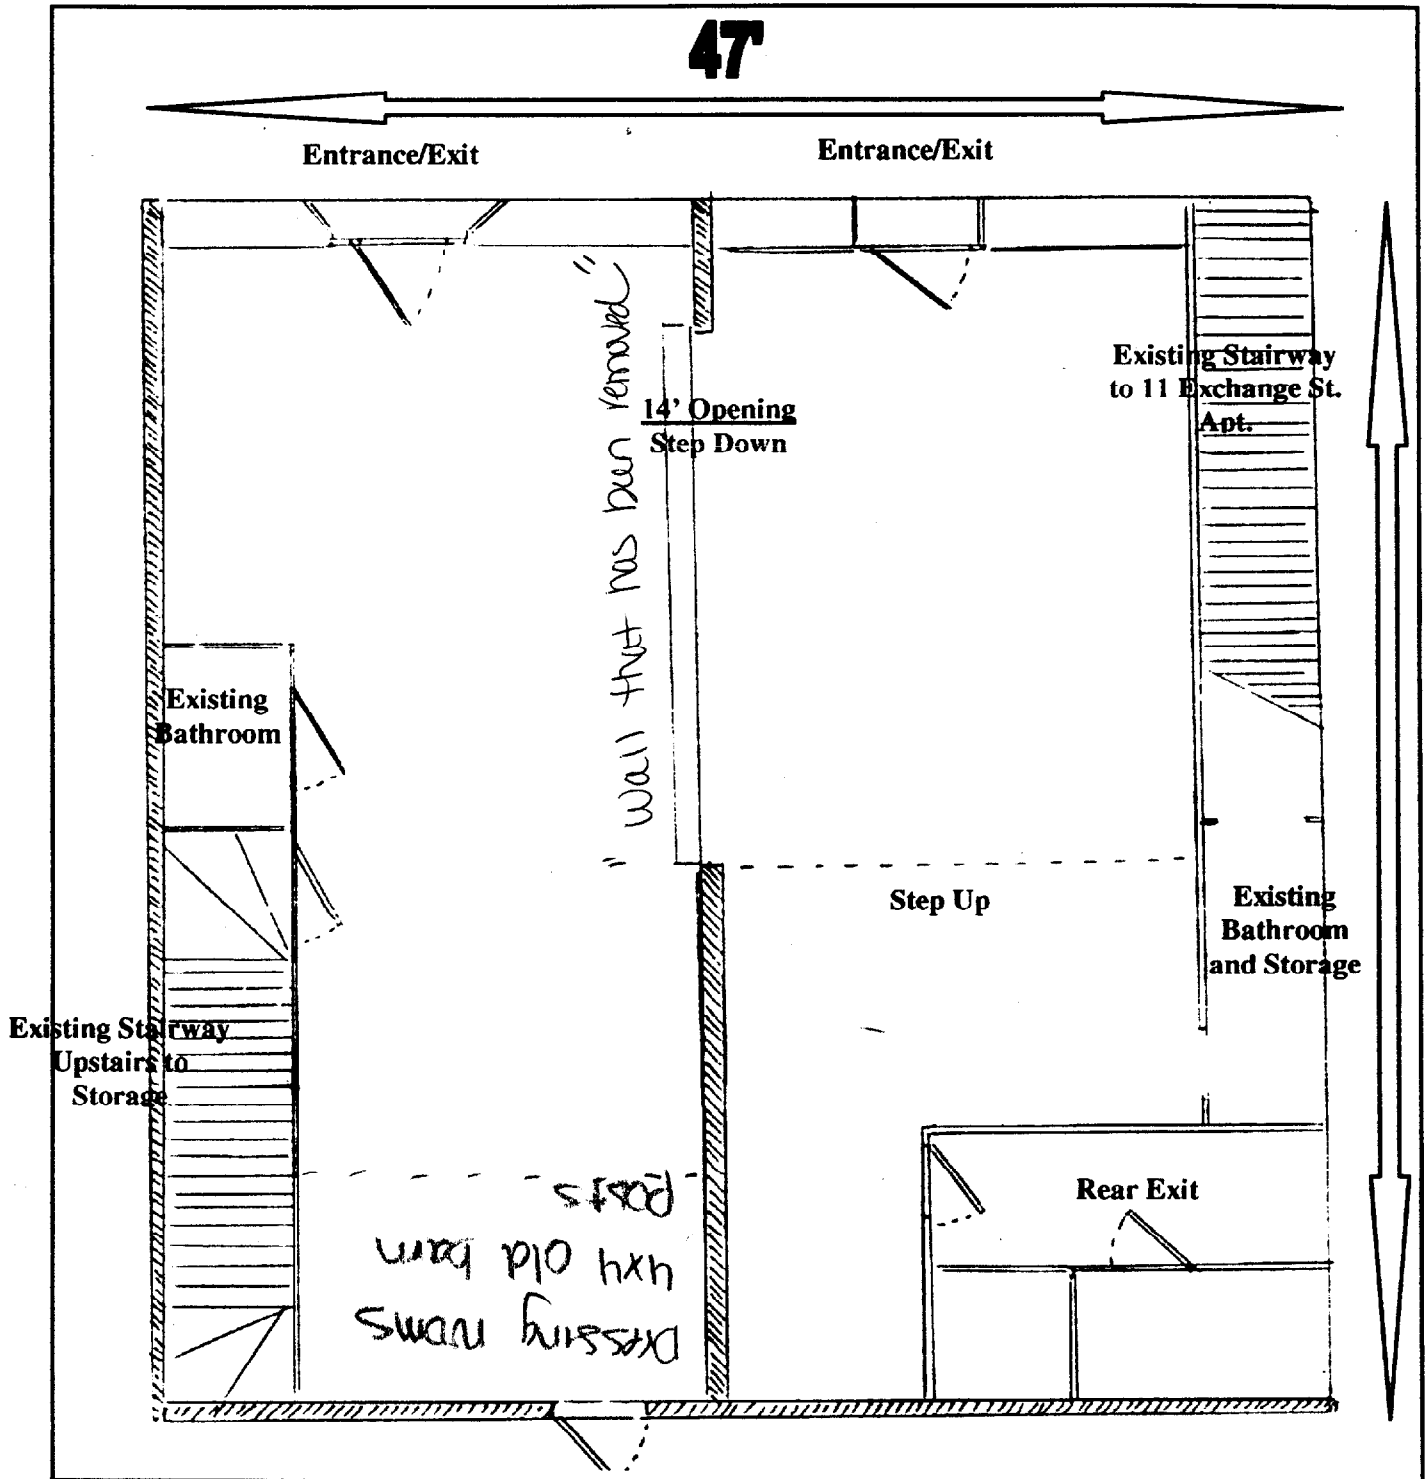 47'
Entrance/Exit
Entrance/Exit
Existing Stairway
to 11 Exchange St.
Apt.
14' Opening
Step Down
"Wall that has been removed"
Existing
Bathroom
Step Up
Existing
Bathroom
and Storage
Existing Stairway
Upstairs to
Storage
Rear Exit
Dressing rooms
4x4 old barn
Posts